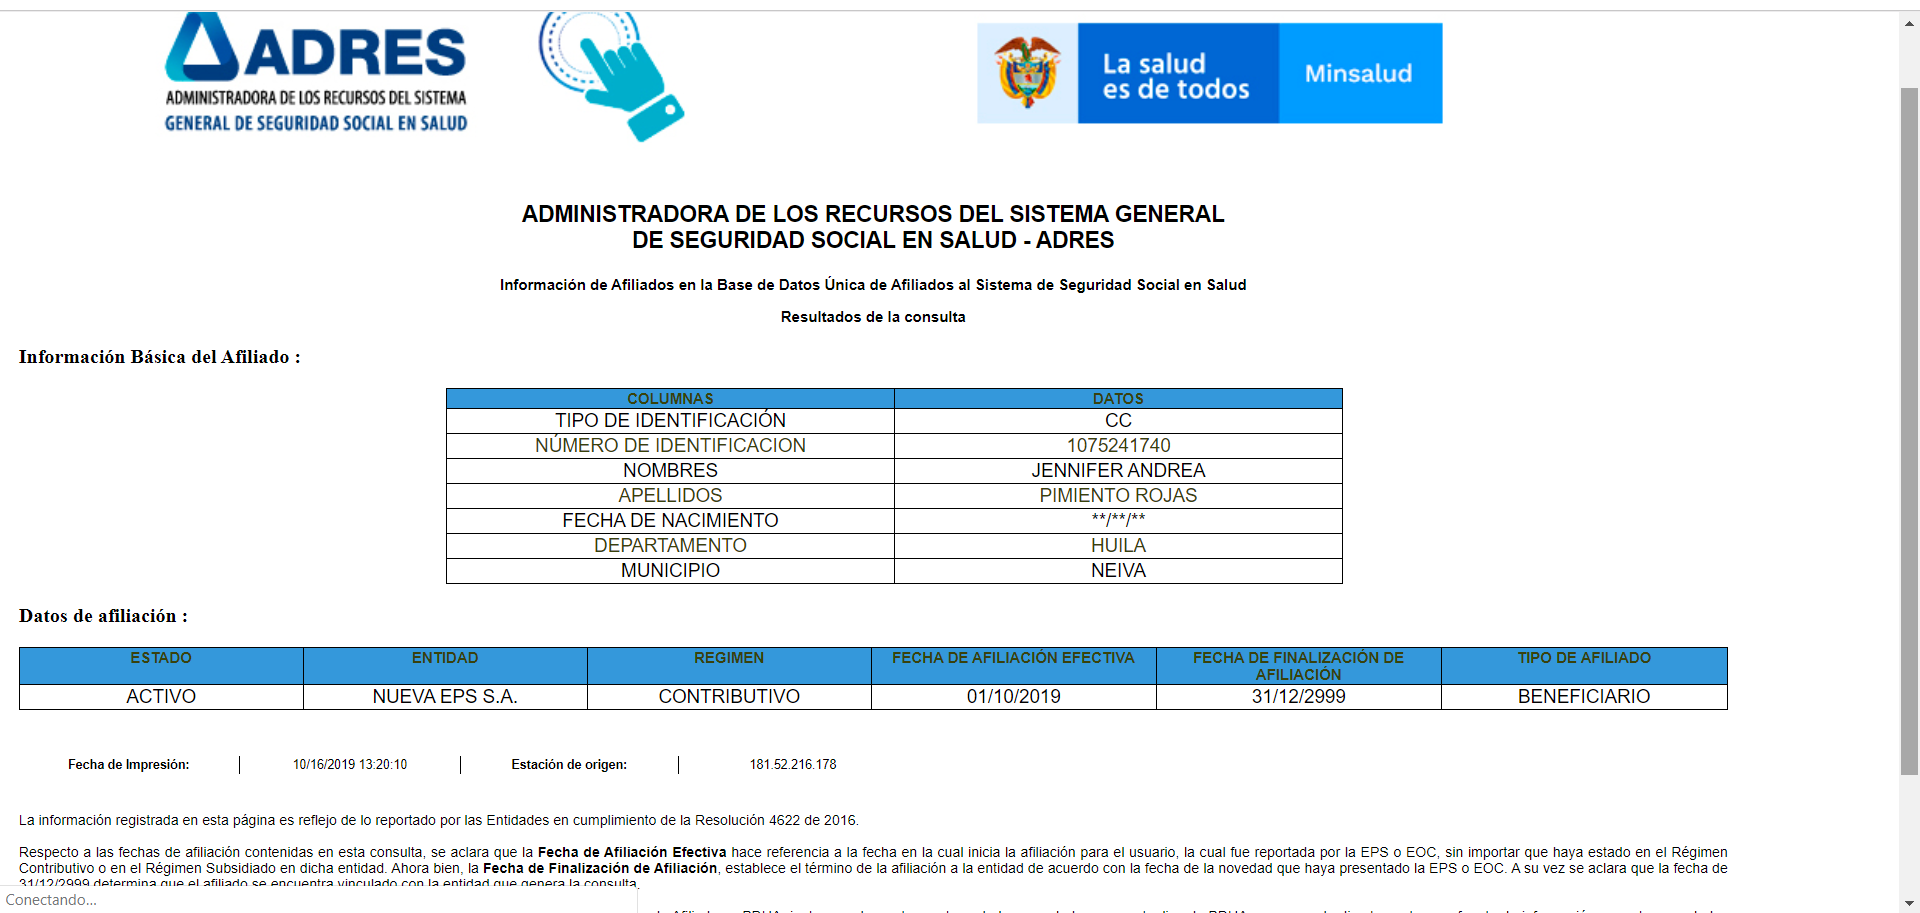 ADRES
ADMINISTRADORA DE LOS RECURSOS DEL SISTEMA
GENERAL DE SEGURIDAD SOCIAL EN SALUD
La salud
es de todos
Minsalud
ADMINISTRADORA DE LOS RECURSOS DEL SISTEMA GENERAL
DE SEGURIDAD SOCIAL EN SALUD - ADRES
Información de Afiliados en la Base de Datos Única de Afiliados al Sistema de Seguridad Social en Salud
Resultados de la consulta
Información Básica del Afiliado :
COLUMNAS DATOS
TIPO DE IDENTIFICACIÓN CC
NÚMERO DE IDENTIFICACION 1075241740
NOMBRES JENNIFER ANDREA
APELLIDOS PIMIENTO ROJAS
FECHA DE NACIMIENTO **/**/**
DEPARTAMENTO HUILA
MUNICIPIO NEIVA
Datos de afiliación :
ESTADO ENTIDAD REGIMEN FECHA DE AFILIACIÓN EFECTIVA FECHA DE FINALIZACIÓN DE AFILIACIÓN TIPO DE AFILIADO
ACTIVO NUEVA EPS S.A. CONTRIBUTIVO 01/10/2019 31/12/2999 BENEFICIARIO
Fecha de Impresión: 10/16/2019 13:20:10 Estación de origen: 181.52.216.178
La información registrada en esta página es reflejo de lo reportado por las Entidades en cumplimiento de la Resolución 4622 de 2016.
Respecto a las fechas de afiliación contenidas en esta consulta, se aclara que la Fecha de Afiliación Efectiva hace referencia a la fecha en la cual inicia la afiliación para el usuario, la cual fue reportada por la EPS o EOC, sin importar que haya estado en el Régimen
Contributivo o en el Régimen Subsidiado en dicha entidad. Ahora bien, la Fecha de Finalización de Afiliación, establece el término de la afiliación a la entidad de acuerdo con la fecha de la novedad que haya presentado la EPS o EOC. A su vez se aclara que la fecha de
31/12/2999 determina que el afiliado se encuentra vinculado con la entidad que genera la consulta.
Conectando...